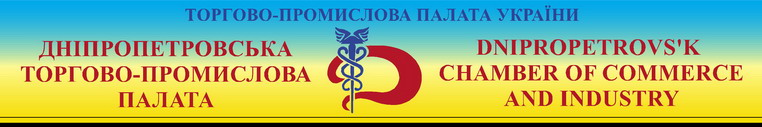 ТОРГОВО-ПРОМИСЛОВА ПАЛАТА УКРАЇНИ
ДНІПРОПЕТРОВСЬКА
ТОРГОВО-ПРОМИСЛОВА
ПАЛАТА
DNIPROPETROVS'K
CHAMBER OF COMMERCE
AND INDUSTRY